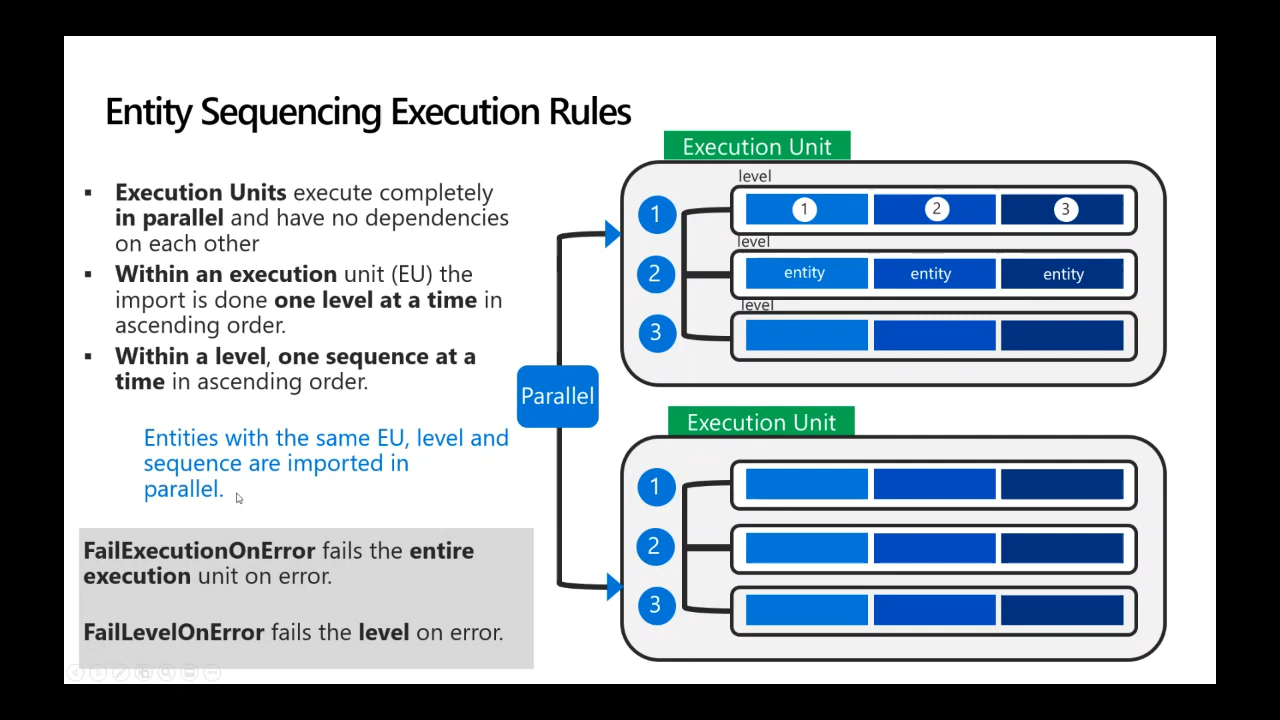 Entity Sequencing Execution Rules
▪ Execution Units execute completely
in parallel and have no dependencies
on each other
▪ Within an execution unit (EU) the
import is done one level at a time in
ascending order.
▪ Within a level, one sequence at a
time in ascending order.
Entities with the same EU, level and
sequence are imported in
parallel.
FailExecutionOnError fails the entire
execution unit on error.
FailLevelOnError fails the level on error.
Parallel
Execution Unit
level
1 1 2 3
level
2 entity entity entity
level
3
Execution Unit
1
2
3